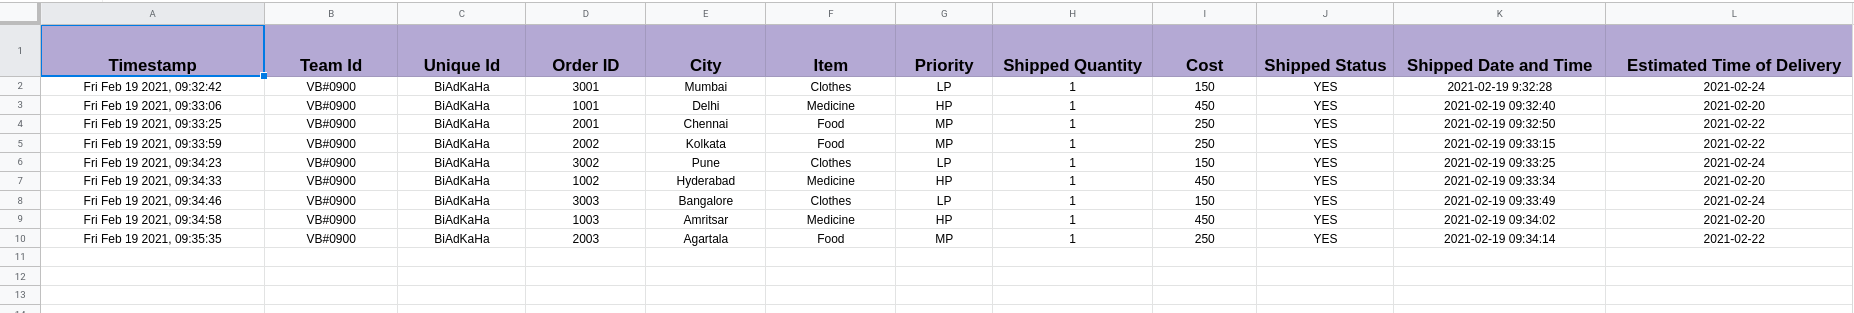 A B C D E F G H I J K L
1 Timestamp Team Id Unique Id Order ID City Item Priority Shipped Quantity Cost Shipped Status Shipped Date and Time Estimated Time of Delivery
2 Fri Feb 19 2021, 09:32:42 VB#0900 BiAdKaHa 3001 Mumbai Clothes LP 1 150 YES 2021-02-19 9:32:28 2021-02-24
3 Fri Feb 19 2021, 09:33:06 VB#0900 BiAdKaHa 1001 Delhi Medicine HP 1 450 YES 2021-02-19 09:32:40 2021-02-20
4 Fri Feb 19 2021, 09:33:25 VB#0900 BiAdKaHa 2001 Chennai Food MP 1 250 YES 2021-02-19 09:32:50 2021-02-22
5 Fri Feb 19 2021, 09:33:59 VB#0900 BiAdKaHa 2002 Kolkata Food MP 1 250 YES 2021-02-19 09:33:15 2021-02-22
6 Fri Feb 19 2021, 09:34:23 VB#0900 BiAdKaHa 3002 Pune Clothes LP 1 150 YES 2021-02-19 09:33:25 2021-02-24
7 Fri Feb 19 2021, 09:34:33 VB#0900 BiAdKaHa 1002 Hyderabad Medicine HP 1 450 YES 2021-02-19 09:33:34 2021-02-20
8 Fri Feb 19 2021, 09:34:46 VB#0900 BiAdKaHa 3003 Bangalore Clothes LP 1 150 YES 2021-02-19 09:33:49 2021-02-24
9 Fri Feb 19 2021, 09:34:58 VB#0900 BiAdKaHa 1003 Amritsar Medicine HP 1 450 YES 2021-02-19 09:34:02 2021-02-20
10 Fri Feb 19 2021, 09:35:35 VB#0900 BiAdKaHa 2003 Agartala Food MP 1 250 YES 2021-02-19 09:34:14 2021-02-22
11
12
13